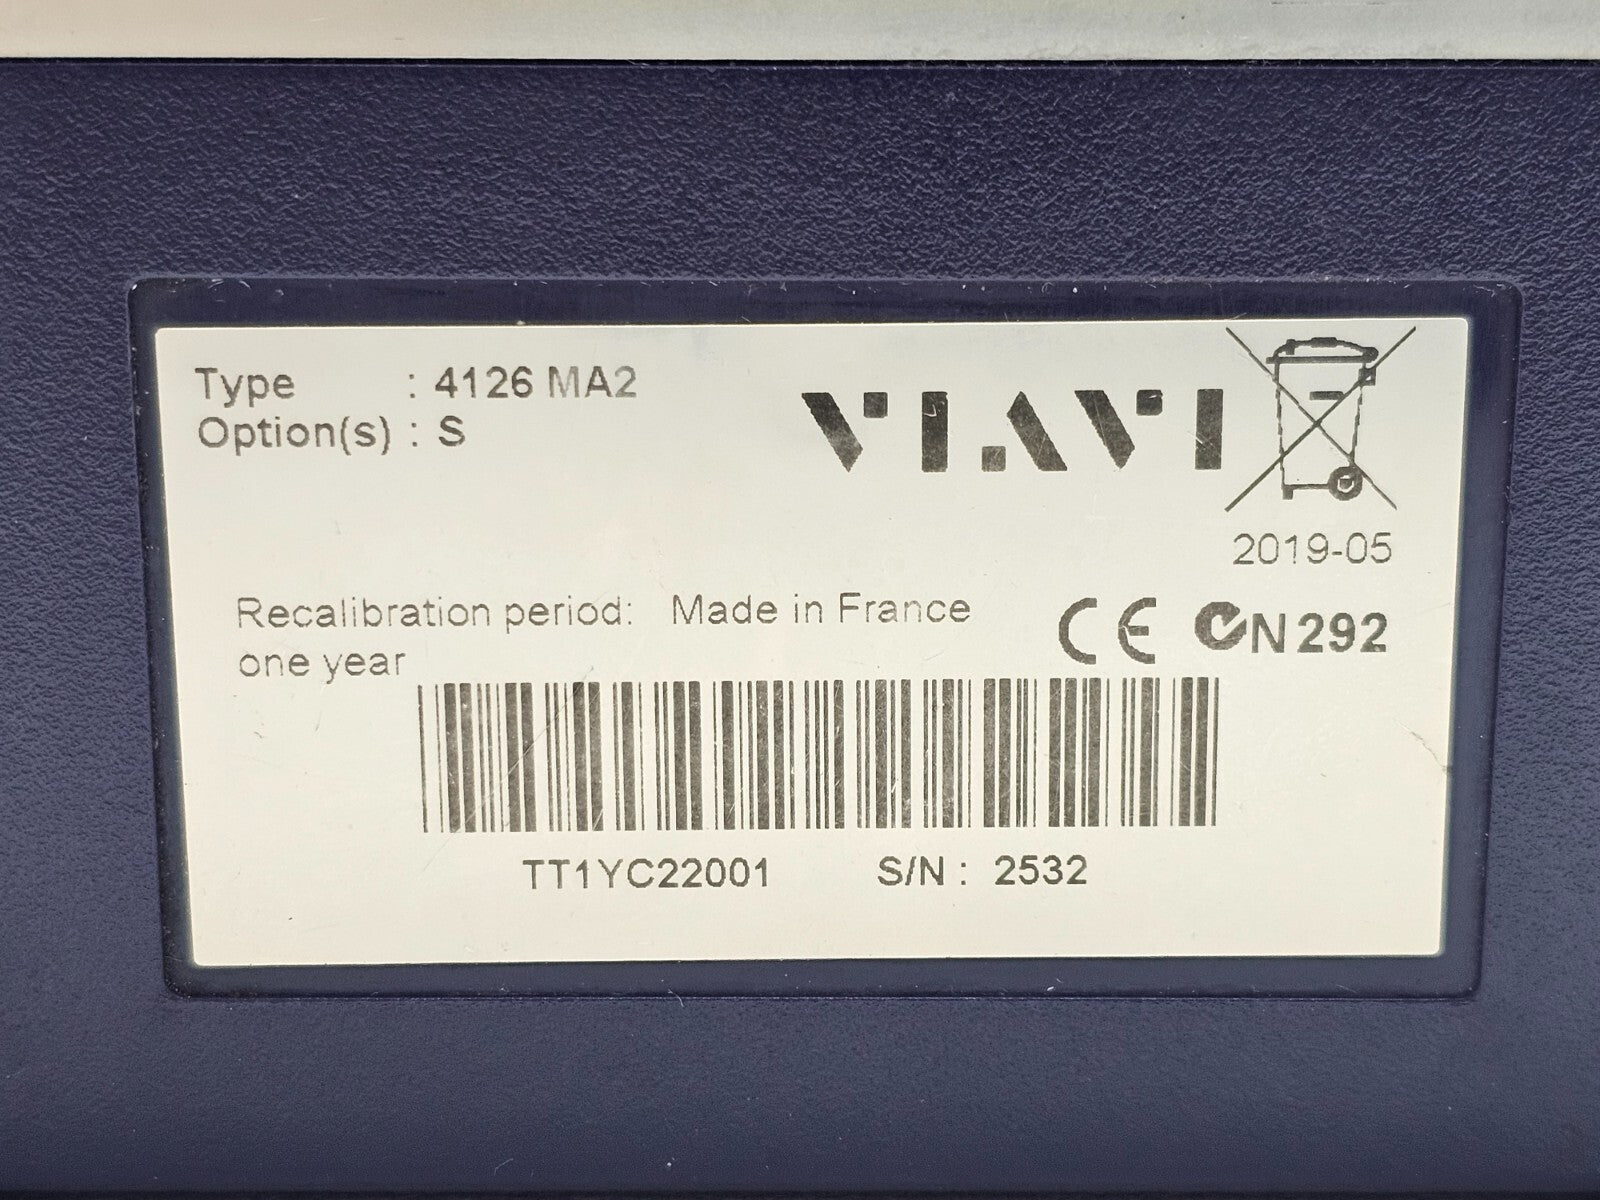 Type : 4126 MA2
Option(s) : S
VIAVI
2019-05
Recalibration period: Made in France
one year
CE N292
TT1YC22001 S/N : 2532